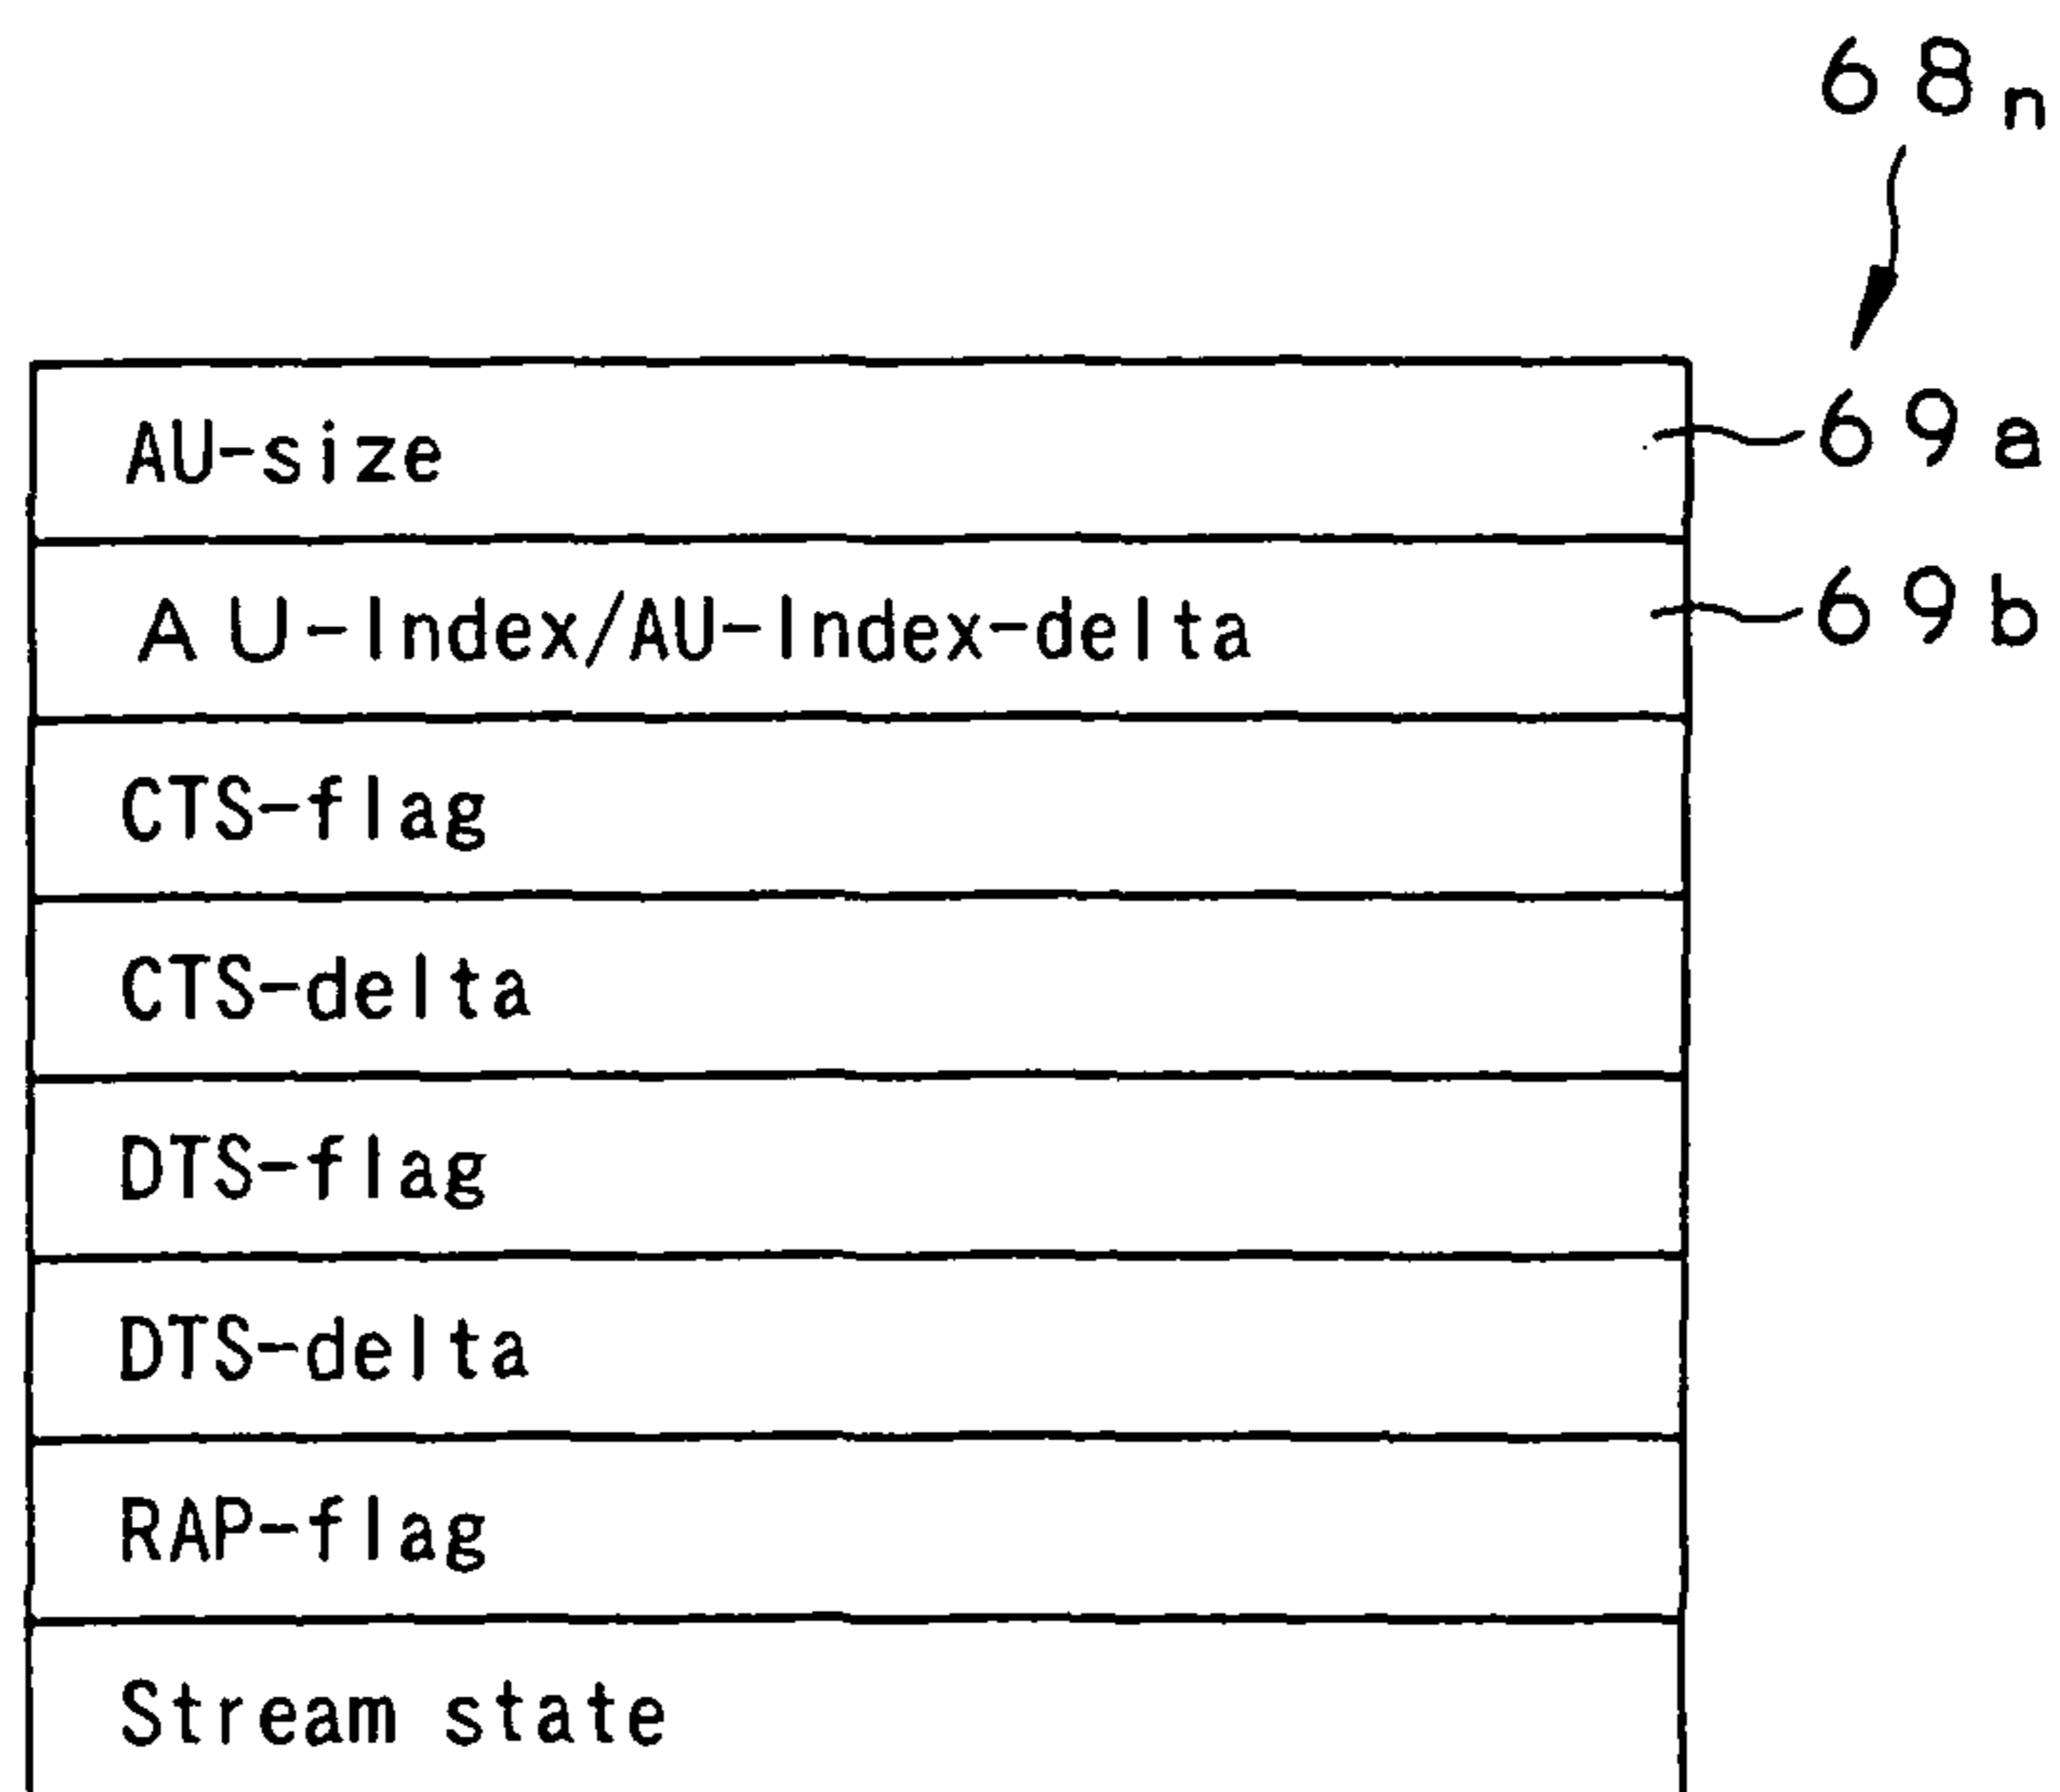 68n
AU-size 69a
AU-Index/AU-Index-delta 69b
CTS-flag
CTS-delta
DTS-flag
DTS-delta
RAP-flag
Stream state